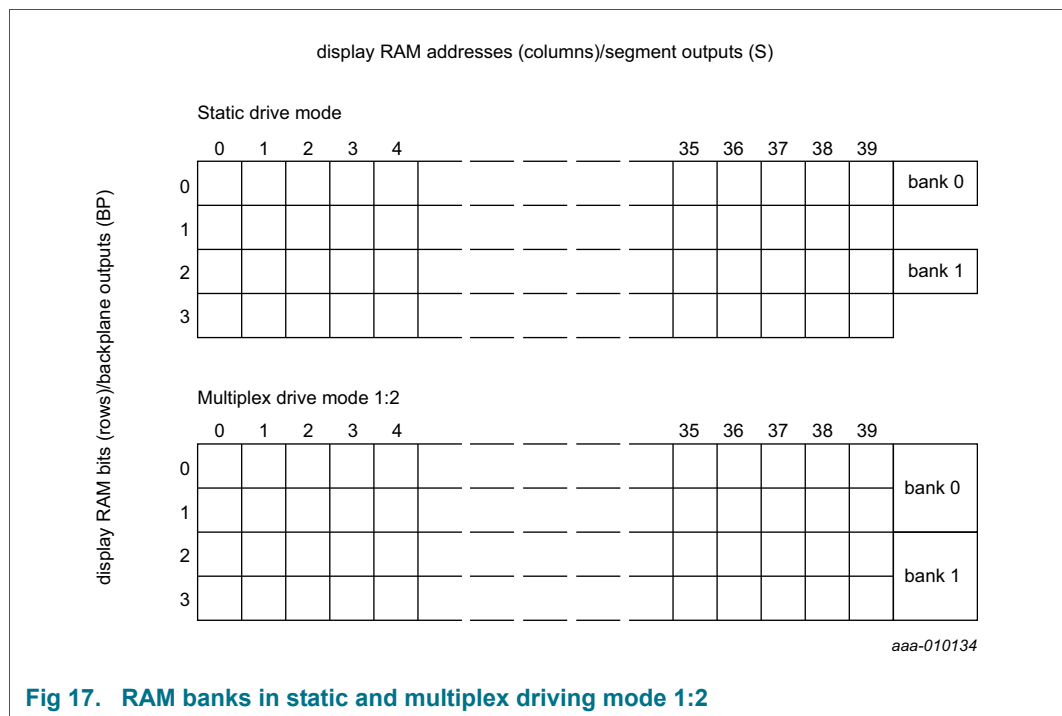 display RAM addresses (columns)/segment outputs (S)
display RAM bits (rows)/backplane outputs (BP)
Static drive mode
0 1 2 3 4 35 36 37 38 39
0 bank 0
1
2 bank 1
3
Multiplex drive mode 1:2
0 1 2 3 4 35 36 37 38 39
0
bank 0
1
2
bank 1
3
aaa-010134
Fig 17. RAM banks in static and multiplex driving mode 1:2